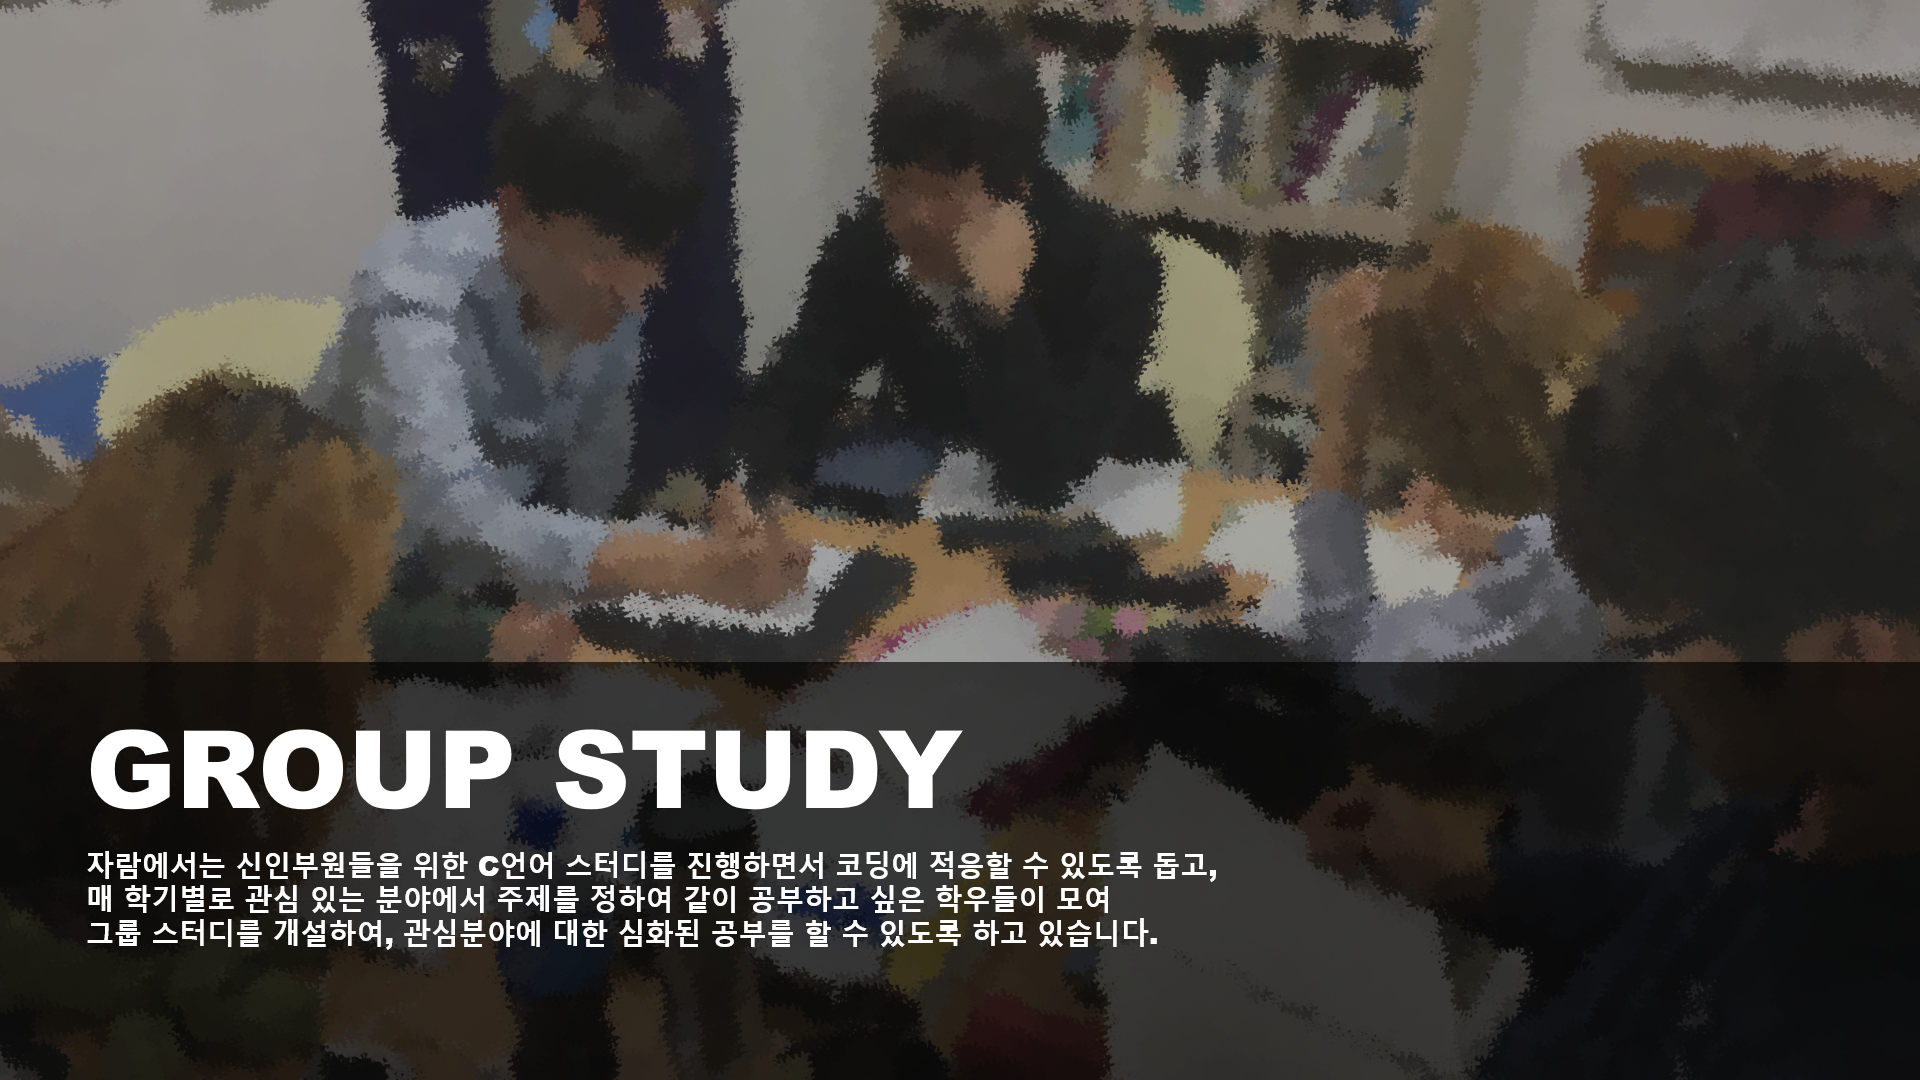 GROUP STUDY
자람에서는 신인부원들을 위한 C언어 스터디를 진행하면서 코딩에 적응할 수 있도록 돕고,
매 학기별로 관심 있는 분야에서 주제를 정하여 같이 공부하고 싶은 학우들이 모여
그룹 스터디를 개설하여, 관심분야에 대한 심화된 공부를 할 수 있도록 하고 있습니다.